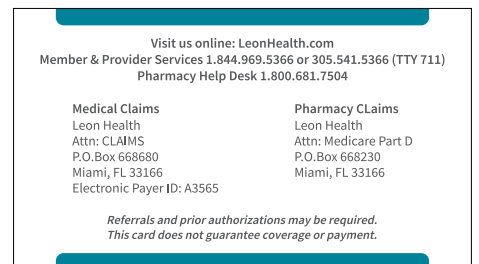 Visit us online: LeonHealth.com
Member & Provider Services 1.844.969.5366 or 305.541.5366 (TTY 711)
Pharmacy Help Desk 1.800.681.7504
Medical Claims
Leon Health
Attn: CLAIMS
P.O.Box 668680
Miami, FL 33166
Electronic Payer ID: A3565
Pharmacy CLaims
Leon Health
Attn: Medicare Part D
P.O.Box 668230
Miami, FL 33166
Referrals and prior authorizations may be required.
This card does not guarantee coverage or payment.